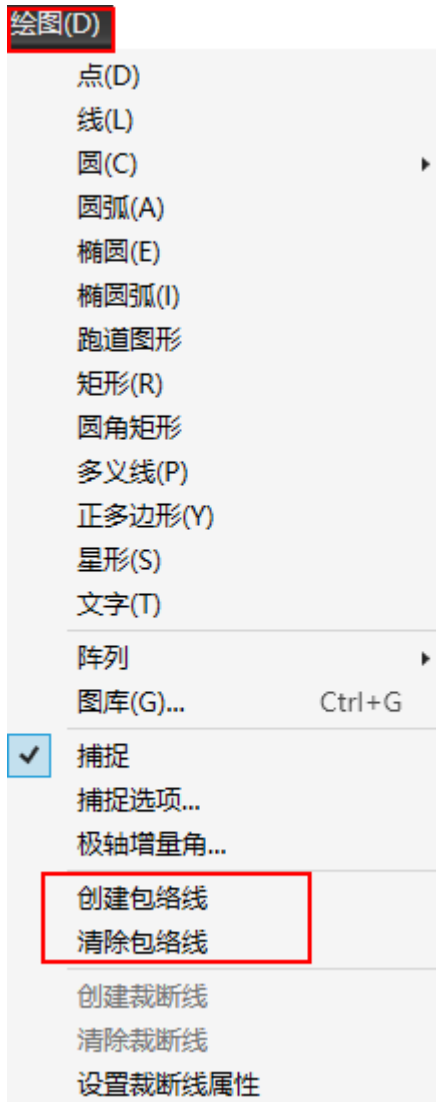 绘图(D)
点(D)
线(L)
圆(C)
圆弧(A)
椭圆(E)
椭圆弧(I)
跑道图形
矩形(R)
圆角矩形
多义线(P)
正多边形(Y)
星形(S)
文字(T)
阵列
图库(G)... Ctrl+G
捕捉
捕捉选项...
极轴增量角...
创建包络线
清除包络线
创建裁断线
清除裁断线
设置裁断线属性